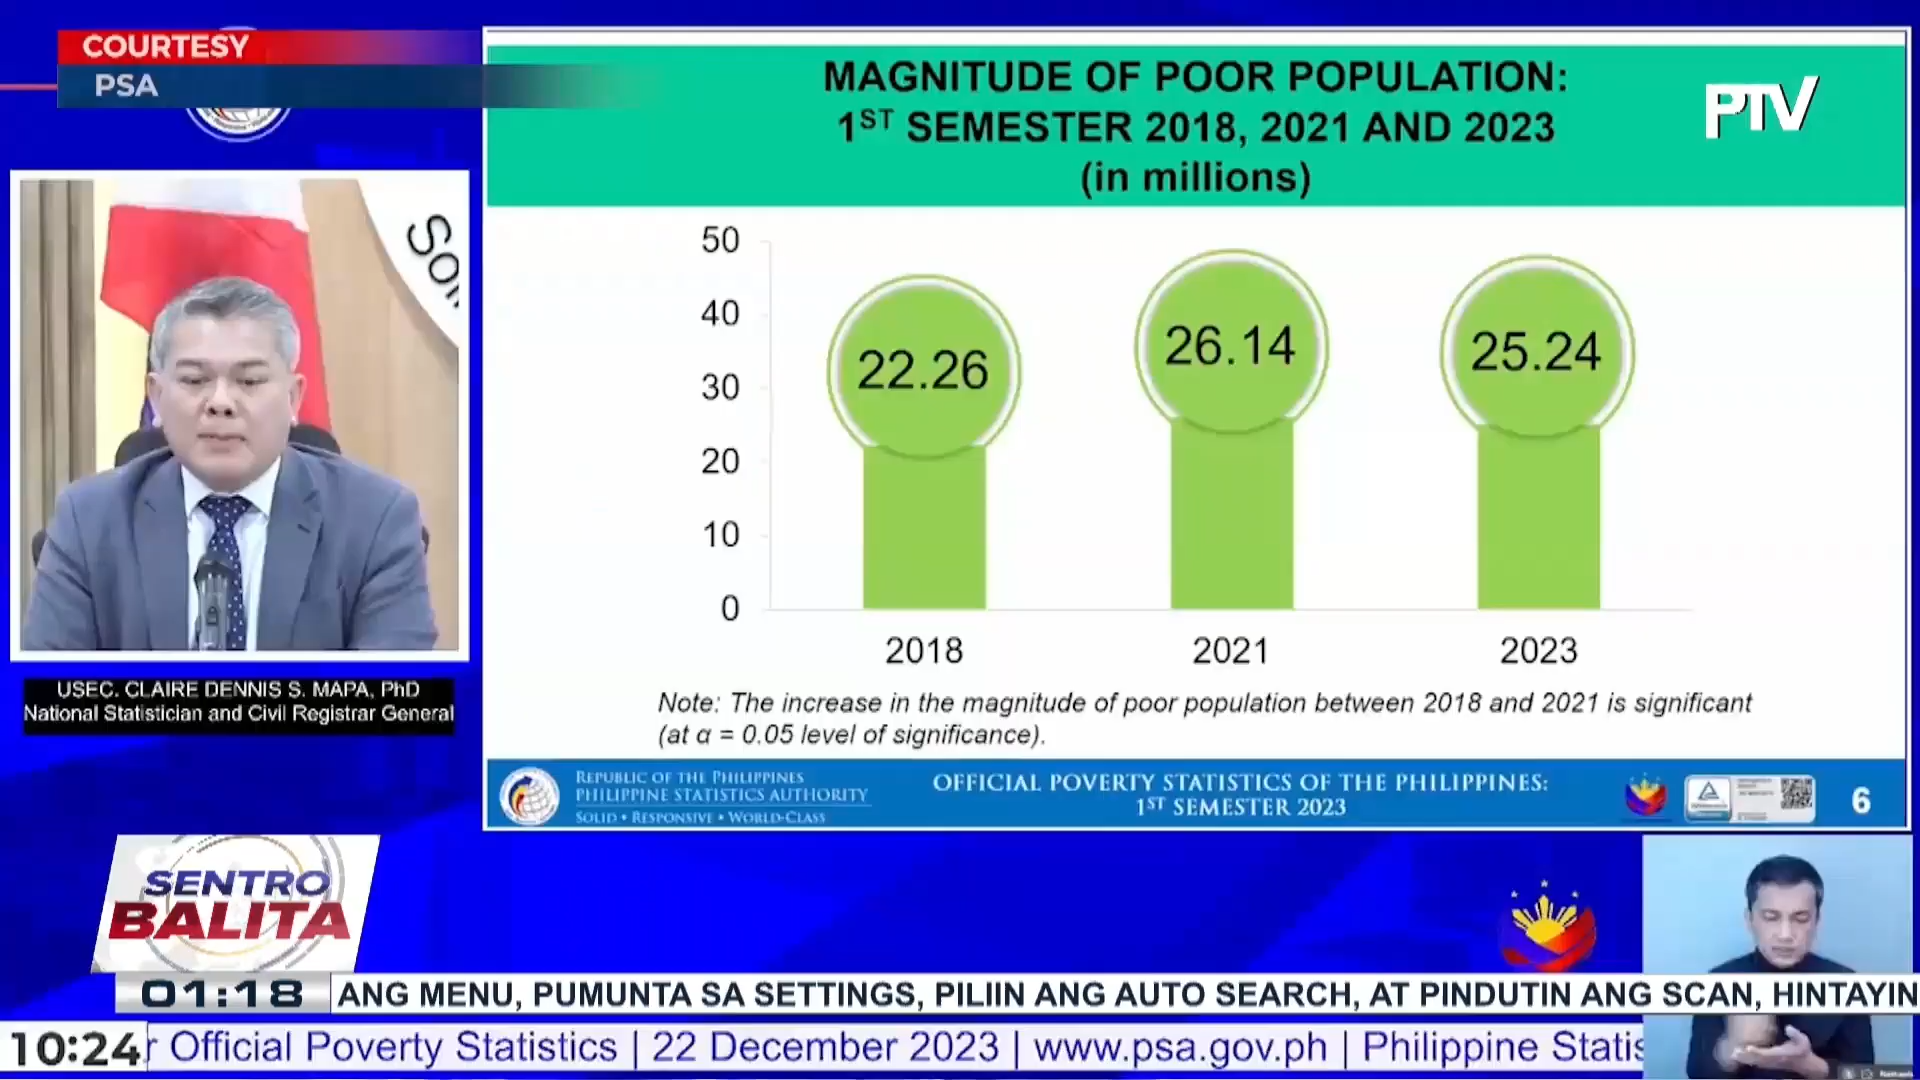 COURTESY
PSA
MAGNITUDE OF POOR POPULATION:
1ST SEMESTER 2018, 2021 AND 2023
(in millions)
PTV
50
40
30
20
10
0
22.26
26.14
25.24
2018
2021
2023
Note: The increase in the magnitude of poor population between 2018 and 2021 is significant
(at α = 0.05 level of significance).
USEC. CLAIRE DENNIS S. MAPA, PhD
National Statistician and Civil Registrar General
REPUBLIC OF THE PHILIPPINES
PHILIPPINE STATISTICS AUTHORITY
SOLID • RESPONSIVE • WORLD-CLASS
OFFICIAL POVERTY STATISTICS OF THE PHILIPPINES:
1ST SEMESTER 2023
6
SENTRO
BALITA
01:18
ANG MENU, PUMUNTA SA SETTINGS, PILIIN ANG AUTO SEARCH, AT PINDUTIN ANG SCAN, HINTAYIN
10:24
r Official Poverty Statistics | 22 December 2023 | www.psa.gov.ph | Philippine Statis